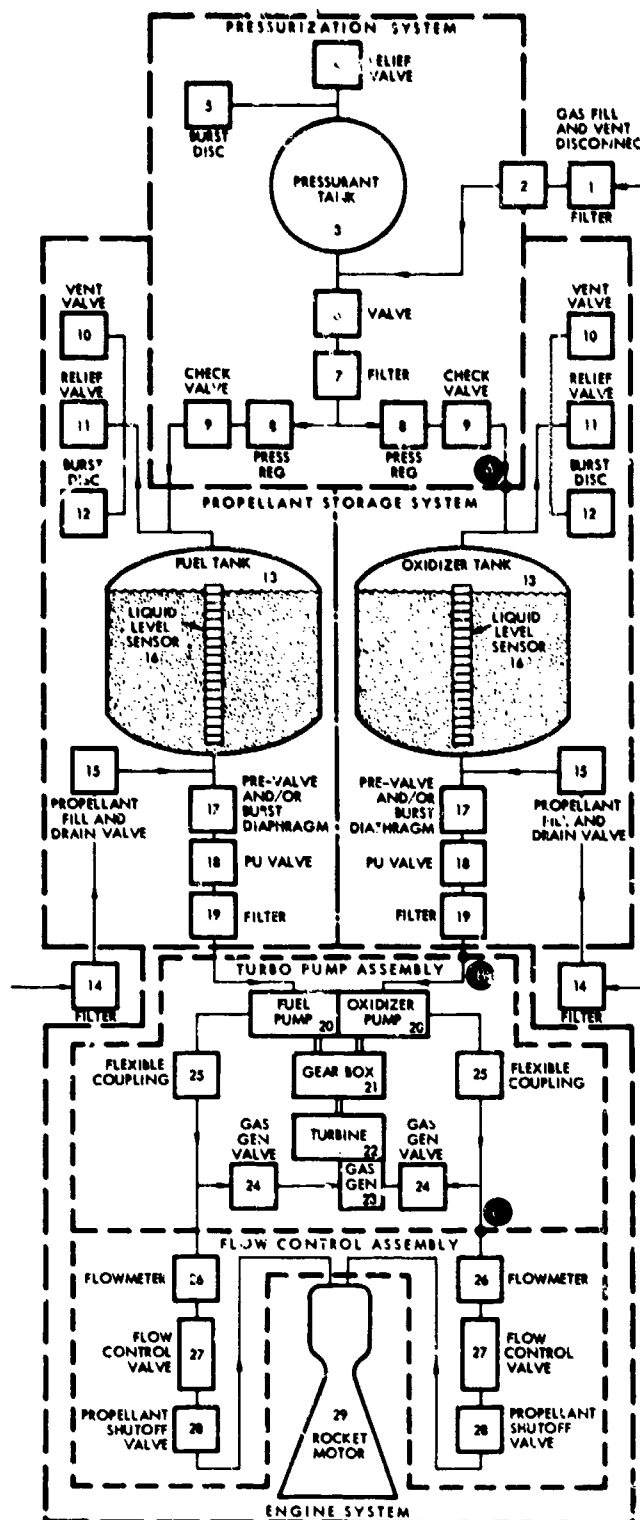 PRESSURIZATION SYSTEM
RELIEF
VALVE
5
BURST
DISC
GAS FILL
AND VENT
DISCONNEC
PRESSURANT
TANK
3
2
1
FILTER
VENT
VALVE
10
VENT
VALVE
10
VALVE
7
FILTER
RELIEF
VALVE
11
CHECK
VALVE
9
8
PRESS
REG
8
PRESS
REG
CHECK
VALVE
9
RELIEF
VALVE
11
BURST
DISC
12
A
BURST
DISC
12
PROPELLANT STORAGE SYSTEM
FUEL TANK
13
OXIDIZER TANK
13
LIQUID
LEVEL
SENSOR
16
LIQUID
LEVEL
SENSOR
16
15
PROPELLANT
FILL AND
DRAIN VALVE
PRE-VALVE
AND/OR
BURST
DIAPHRAGM
17
PRE-VALVE
AND/OR
BURST
DIAPHRAGM
17
15
PROPELLANT
FILL AND
DRAIN VALVE
18
PU VALVE
PU VALVE
18
19
FILTER
FILTER
19
14
FILTER
TURBO PUMP ASSEMBLY
14
FILTER
FUEL
PUMP
20
OXIDIZER
PUMP
20
FLEXIBLE
COUPLING
25
GEAR BOX
21
25
FLEXIBLE
COUPLING
TURBINE
22
GAS
GEN
VALVE
24
GAS
GEN
23
GAS
GEN
VALVE
24
FLOW CONTROL ASSEMBLY
FLOWMETER
26
26
FLOWMETER
FLOW
CONTROL
VALVE
27
27
FLOW
CONTROL
VALVE
PROPELLANT
SHUTOFF
VALVE
28
29
ROCKET
MOTOR
28
PROPELLANT
SHUTOFF
VALVE
ENGINE SYSTEM